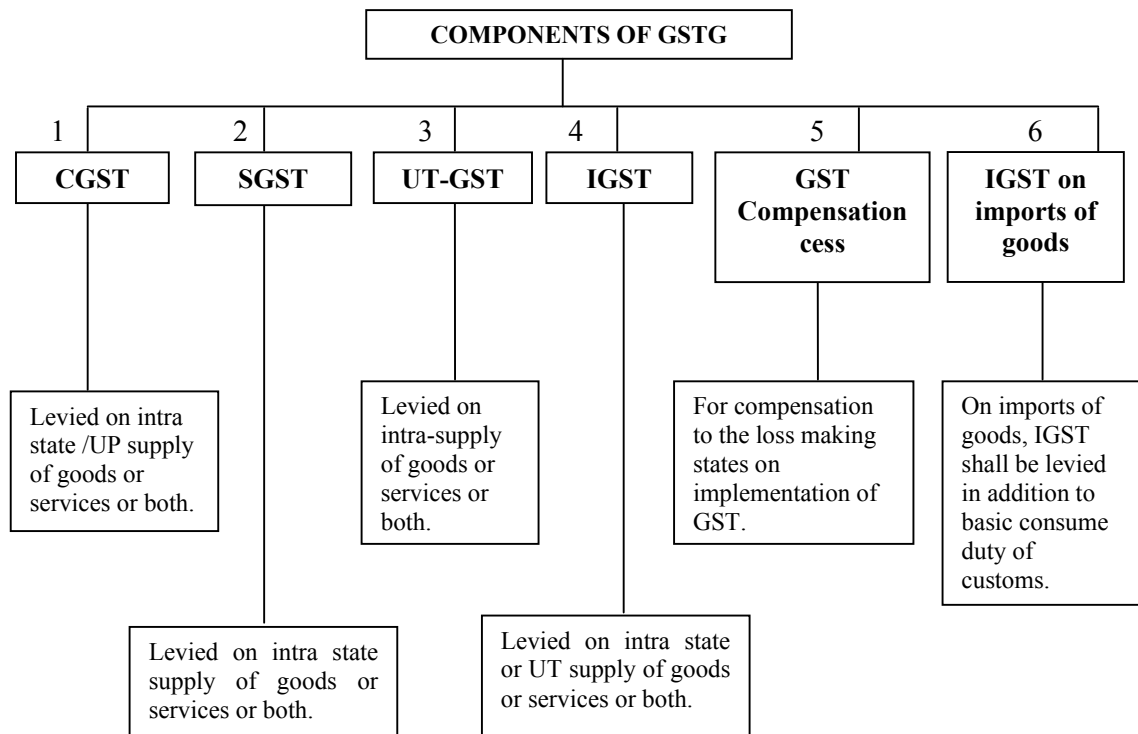 COMPONENTS OF GSTG
1
2
3
4
5
6
CGST
SGST
UT-GST
IGST
GST
Compensation
cess
IGST on
imports of
goods
Levied on intra
state /UP supply
of goods or
services or both.
Levied on
intra-supply
of goods or
services or
both.
For compensation
to the loss making
states on
implementation of
GST.
On imports of
goods, IGST
shall be levied
in addition to
basic consume
duty of
customs.
Levied on intra state
supply of goods or
services or both.
Levied on intra state
or UT supply of goods
or services or both.